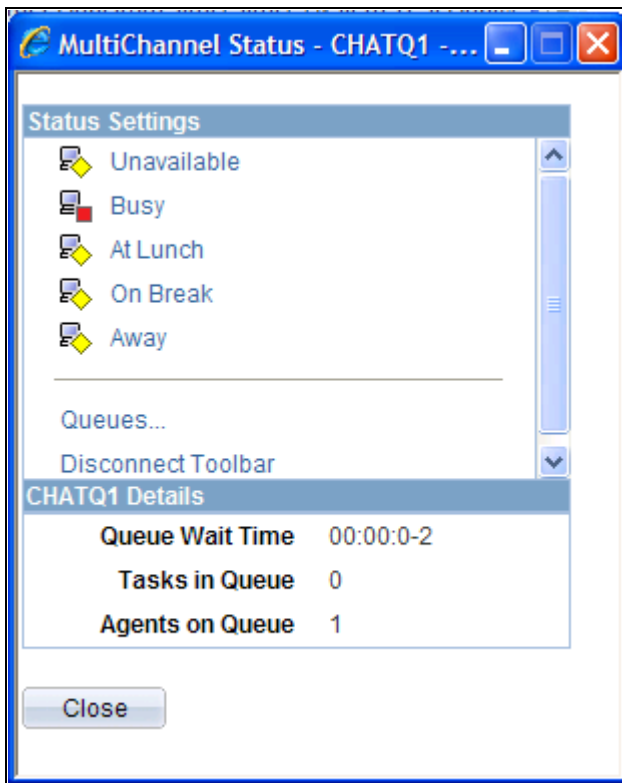 MultiChannel Status - CHATQ1 -...
Status Settings
Unavailable
Busy
At Lunch
On Break
Away
Queues...
Disconnect Toolbar
CHATQ1 Details
Queue Wait Time 00:00:0-2
Tasks in Queue 0
Agents on Queue 1
Close